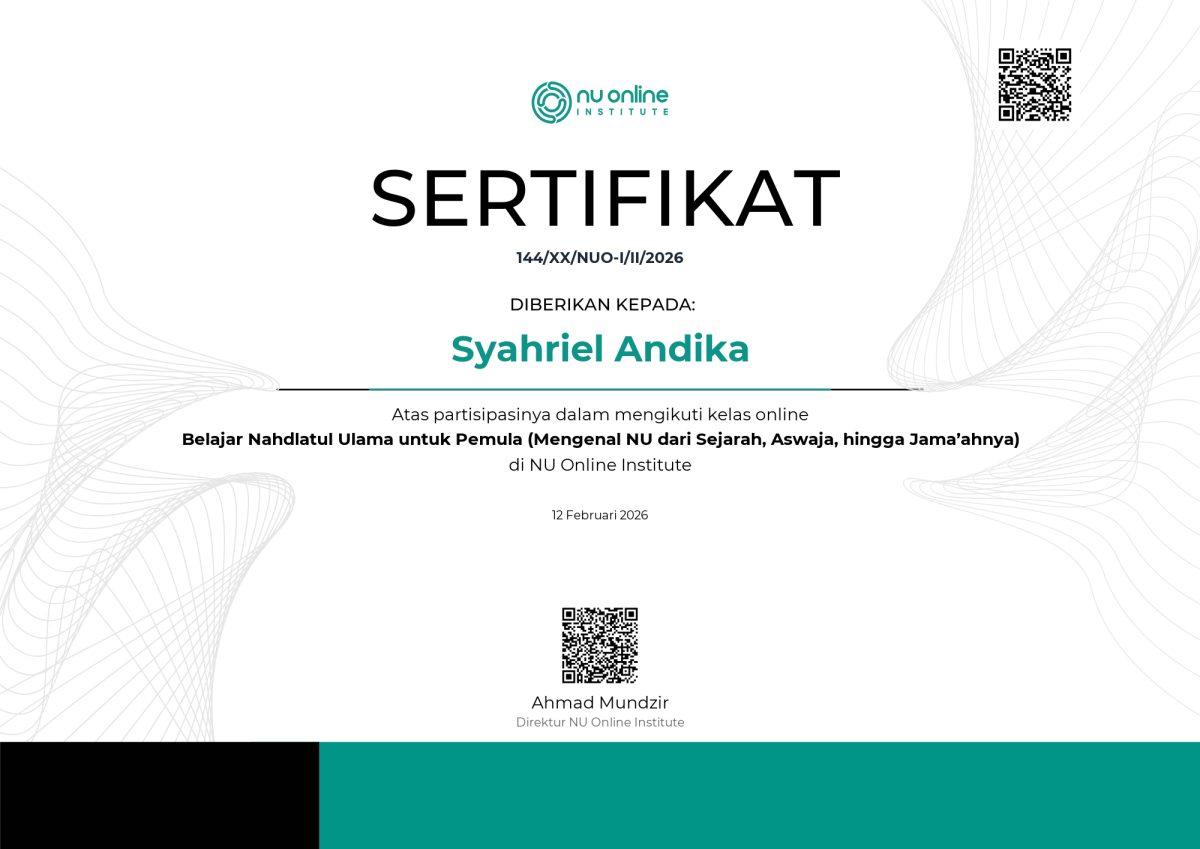 nu online
INSTITUTE
SERTIFIKAT
144/XX/NUO-I/II/2026
DIBERIKAN KEPADA:
Syahriel Andika
Atas partisipasinya dalam mengikuti kelas online
Belajar Nahdlatul Ulama untuk Pemula (Mengenal NU dari Sejarah, Aswaja, hingga Jama’ahnya)
di NU Online Institute
12 Februari 2026
Ahmad Mundzir
Direktur NU Online Institute